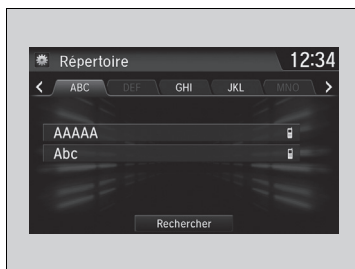 Répertoire 12:34
ABC DEF GHI JKL MNO
AAAAA
Abc
Rechercher